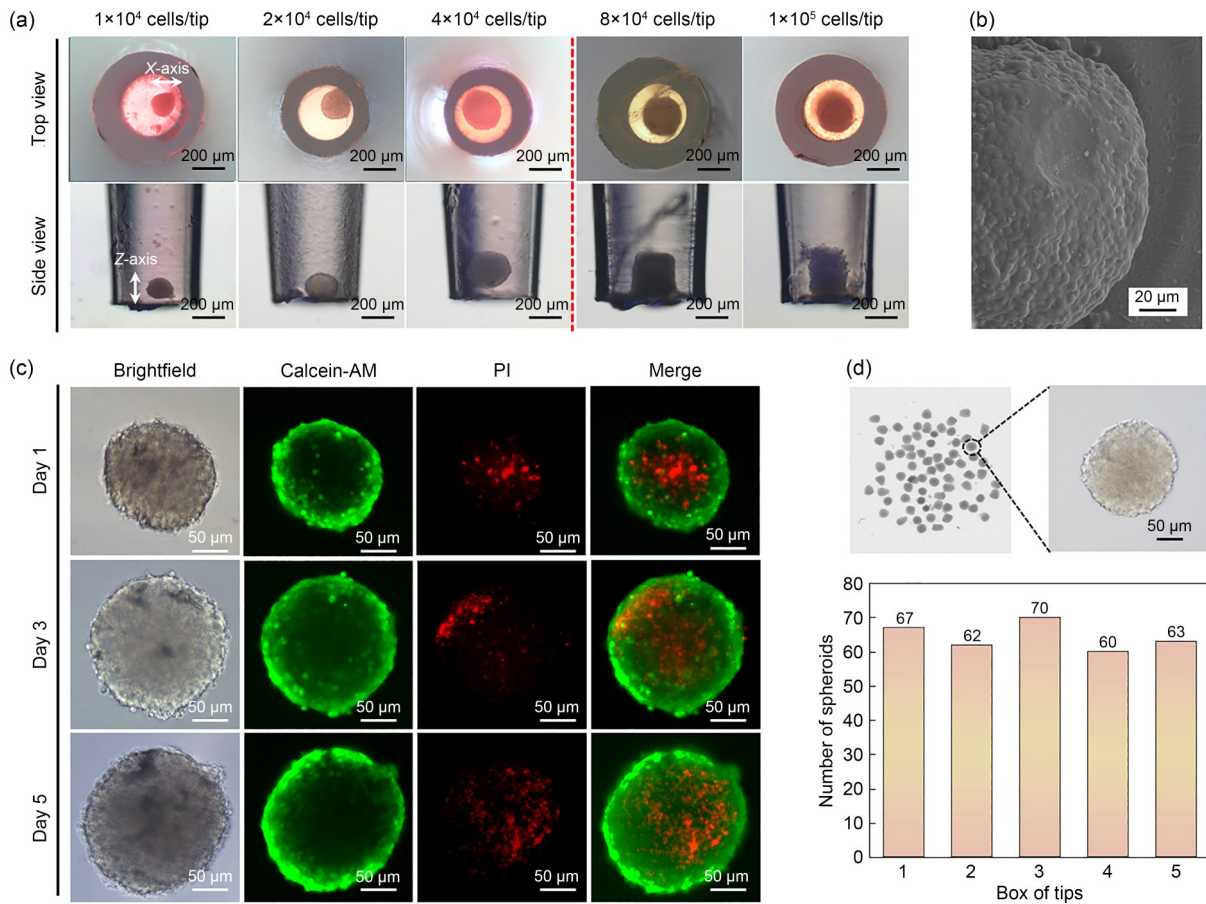 (a)
1×10⁴ cells/tip
2×10⁴ cells/tip
4×10⁴ cells/tip
8×10⁴ cells/tip
1×10⁵ cells/tip
Top view
X-axis
200 µm
200 µm
200 µm
200 µm
200 µm
Side view
Z-axis
200 µm
200 µm
200 µm
200 µm
200 µm
(b)
20 µm
(c)
Brightfield
Calcein-AM
PI
Merge
Day 1
50 µm
50 µm
50 µm
50 µm
Day 3
50 µm
50 µm
50 µm
50 µm
Day 5
50 µm
50 µm
50 µm
50 µm
(d)
50 µm
Number of spheroids
80
70
60
50
40
30
20
10
0
67
62
70
60
63
1
2
3
4
5
Box of tips